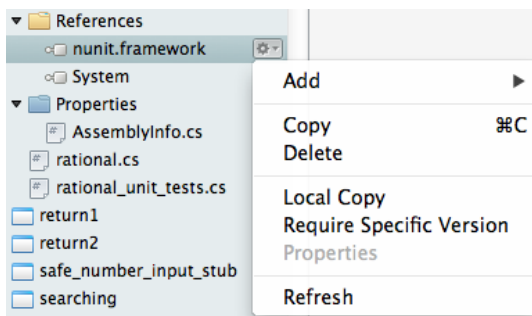 References
nunit.framework
System
Properties
AssemblyInfo.cs
rational.cs
rational_unit_tests.cs
return1
return2
safe_number_input_stub
searching
Add
Copy ⌘C
Delete
Local Copy
Require Specific Version
Properties
Refresh